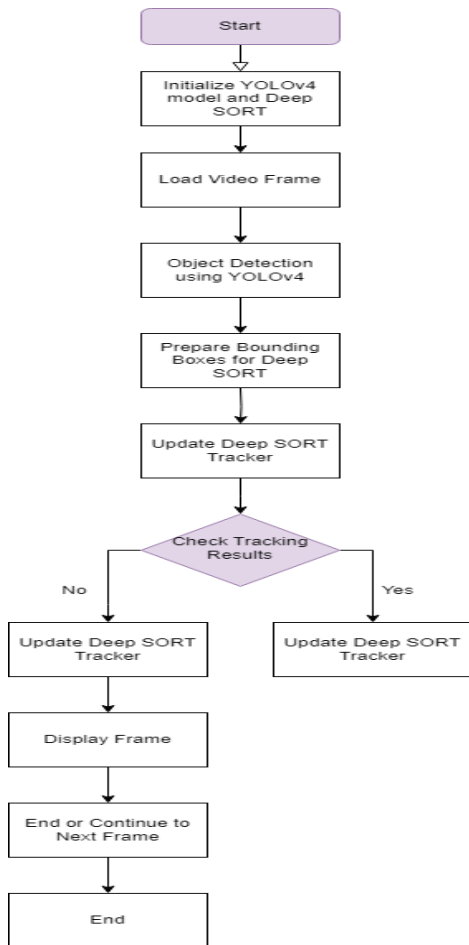 Start
Initialize YOLOv4
model and Deep
SORT
Load Video Frame
Object Detection
using YOLOv4
Prepare Bounding
Boxes for Deep
SORT
Update Deep SORT
Tracker
Check Tracking
Results
No
Yes
Update Deep SORT
Tracker
Update Deep SORT
Tracker
Display Frame
End or Continue to
Next Frame
End